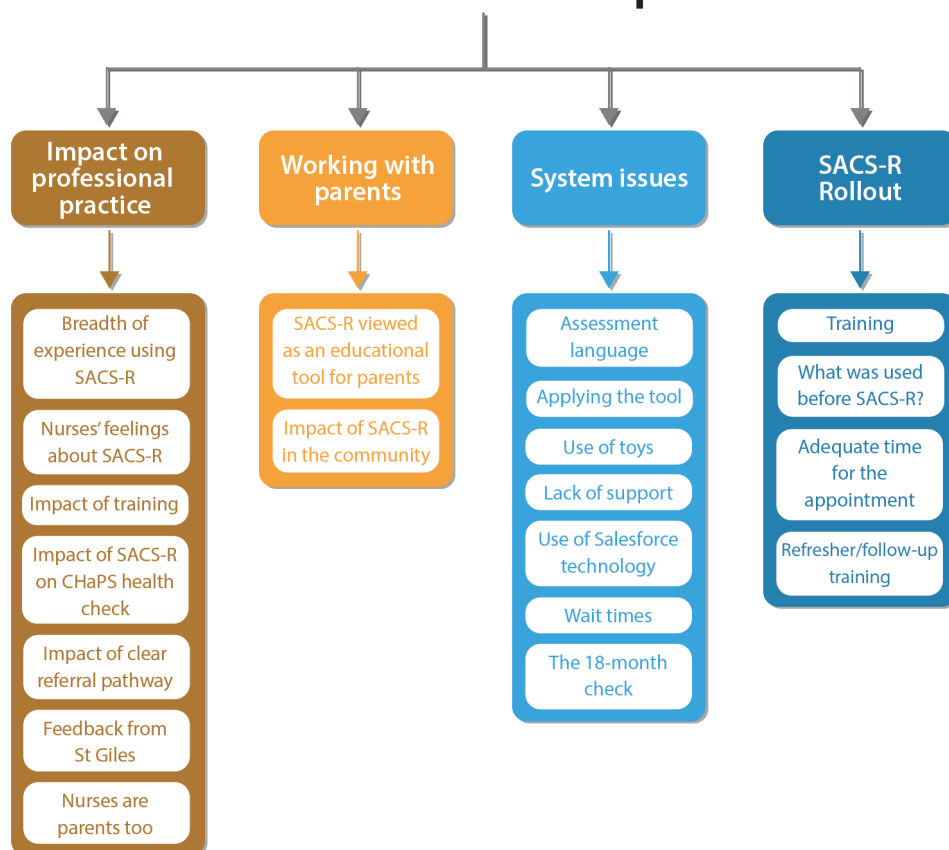 Impact on
professional
practice
Breadth of
experience using
SACS-R
Nurses’ feelings
about SACS-R
Impact of training
Impact of SACS-R
on CHaPS health
check
Impact of clear
referral pathway
Feedback from
St Giles
Nurses are
parents too
Working with
parents
SACS-R viewed
as an educational
tool for parents
Impact of SACS-R
in the community
System issues
Assessment
language
Applying the tool
Use of toys
Lack of support
Use of Salesforce
technology
Wait times
The 18-month
check
SACS-R
Rollout
Training
What was used
before SACS-R?
Adequate time
for the
appointment
Refresher/follow-up
training